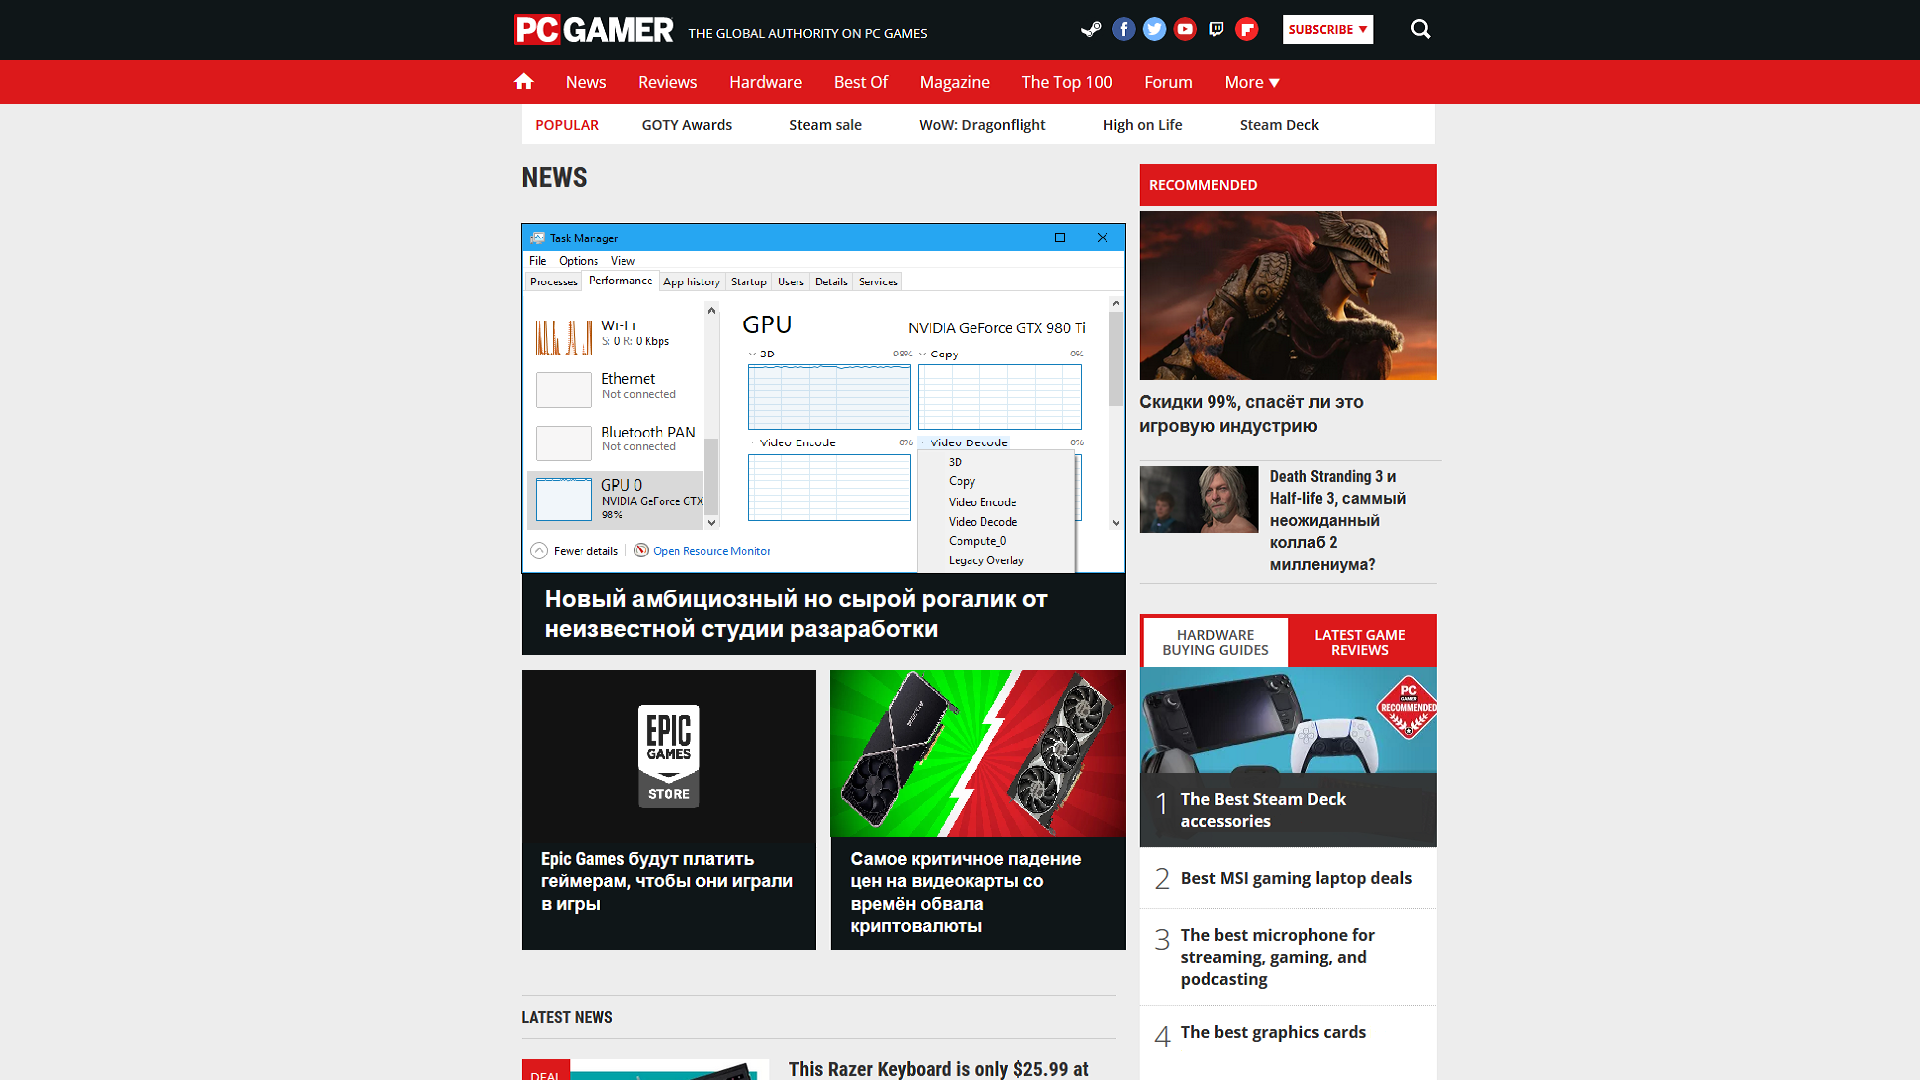 PC GAMER THE GLOBAL AUTHORITY ON PC GAMES SUBSCRIBE ▼
News Reviews Hardware Best Of Magazine The Top 100 Forum More ▼
POPULAR GOTY Awards Steam sale WoW: Dragonflight High on Life Steam Deck
NEWS
Task Manager
File Options View
Processes Performance App history Startup Users Details Services
Wi-Fi
S: 0 R: 0 Kbps
Ethernet
Not connected
Bluetooth PAN
Not connected
GPU 0
NVIDIA GeForce GTX
98%
GPU NVIDIA GeForce GTX 980 Ti
3D 98% Copy 0%
Video Encode 0% Video Decode 0%
3D
Copy
Video Encode
Video Decode
Compute_0
Legacy Overlay
Fewer details Open Resource Monitor
Новый амбициозный но сырой рогалик от
неизвестной студии разаработки
EPIC
GAMES
STORE
Epic Games будут платить
геймерам, чтобы они играли
в игры
Самое критичное падение
цен на видеокарты со
времён обвала
криптовалюты
LATEST NEWS
DEAL
This Razer Keyboard is only $25.99 at
RECOMMENDED
Скидки 99%, спасёт ли это
игровую индустрию
Death Stranding 3 и
Half-life 3, саммый
неожиданный
коллаб 2
миллениума?
HARDWARE
BUYING GUIDES
LATEST GAME
REVIEWS
PC
GAMER
RECOMMENDED
1 The Best Steam Deck
accessories
2 Best MSI gaming laptop deals
3 The best microphone for
streaming, gaming, and
podcasting
4 The best graphics cards